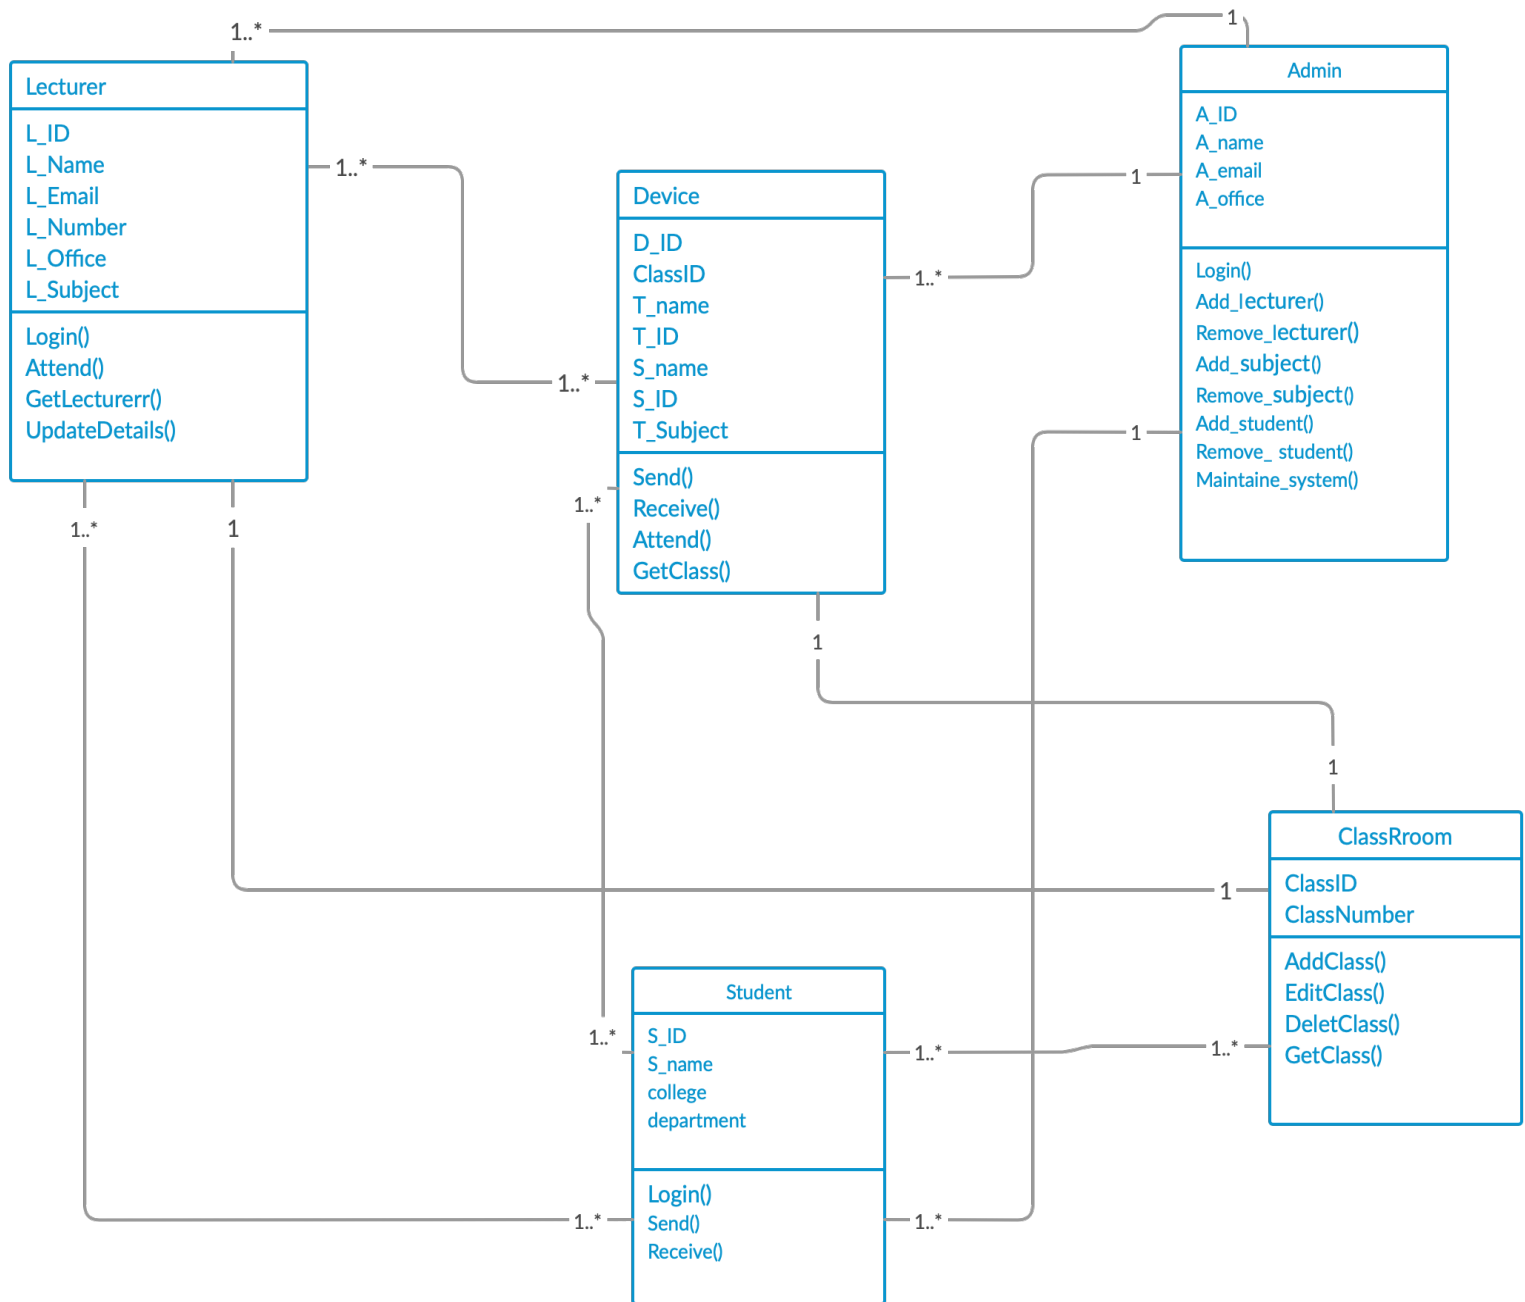 1..*
1
Lecturer
L_ID
L_Name
L_Email
L_Number
L_Office
L_Subject
Login()
Attend()
GetLecturerr()
UpdateDetails()
1..*
1..*
1
1..*
Device
D_ID
ClassID
T_name
T_ID
S_name
S_ID
T_Subject
Send()
Receive()
Attend()
GetClass()
1..*
1..*
1
Admin
A_ID
A_name
A_email
A_office
Login()
Add_lecturer()
Remove_lecturer()
Add_subject()
Remove_subject()
Add_student()
Remove_ student()
Maintaine_system()
1
1
1
1
ClassRroom
ClassID
ClassNumber
AddClass()
EditClass()
DeletClass()
GetClass()
1..*
Student
S_ID
S_name
college
department
Login()
Send()
Receive()
1..*
1..*
1..*
1..*